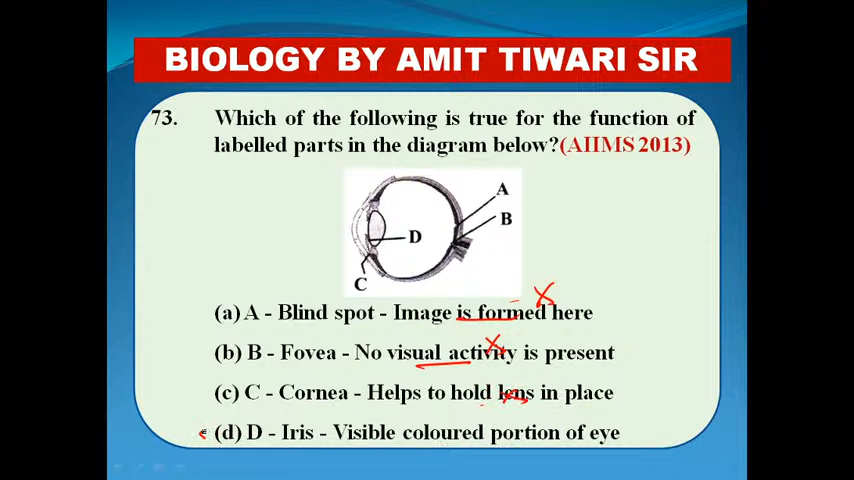 BIOLOGY BY AMIT TIWARI SIR
73. Which of the following is true for the function of
labelled parts in the diagram below?(AIIMS 2013)
A
B
D
C
(a) A - Blind spot - Image is formed here
(b) B - Fovea - No visual activity is present
(c) C - Cornea - Helps to hold lens in place
(d) D - Iris - Visible coloured portion of eye